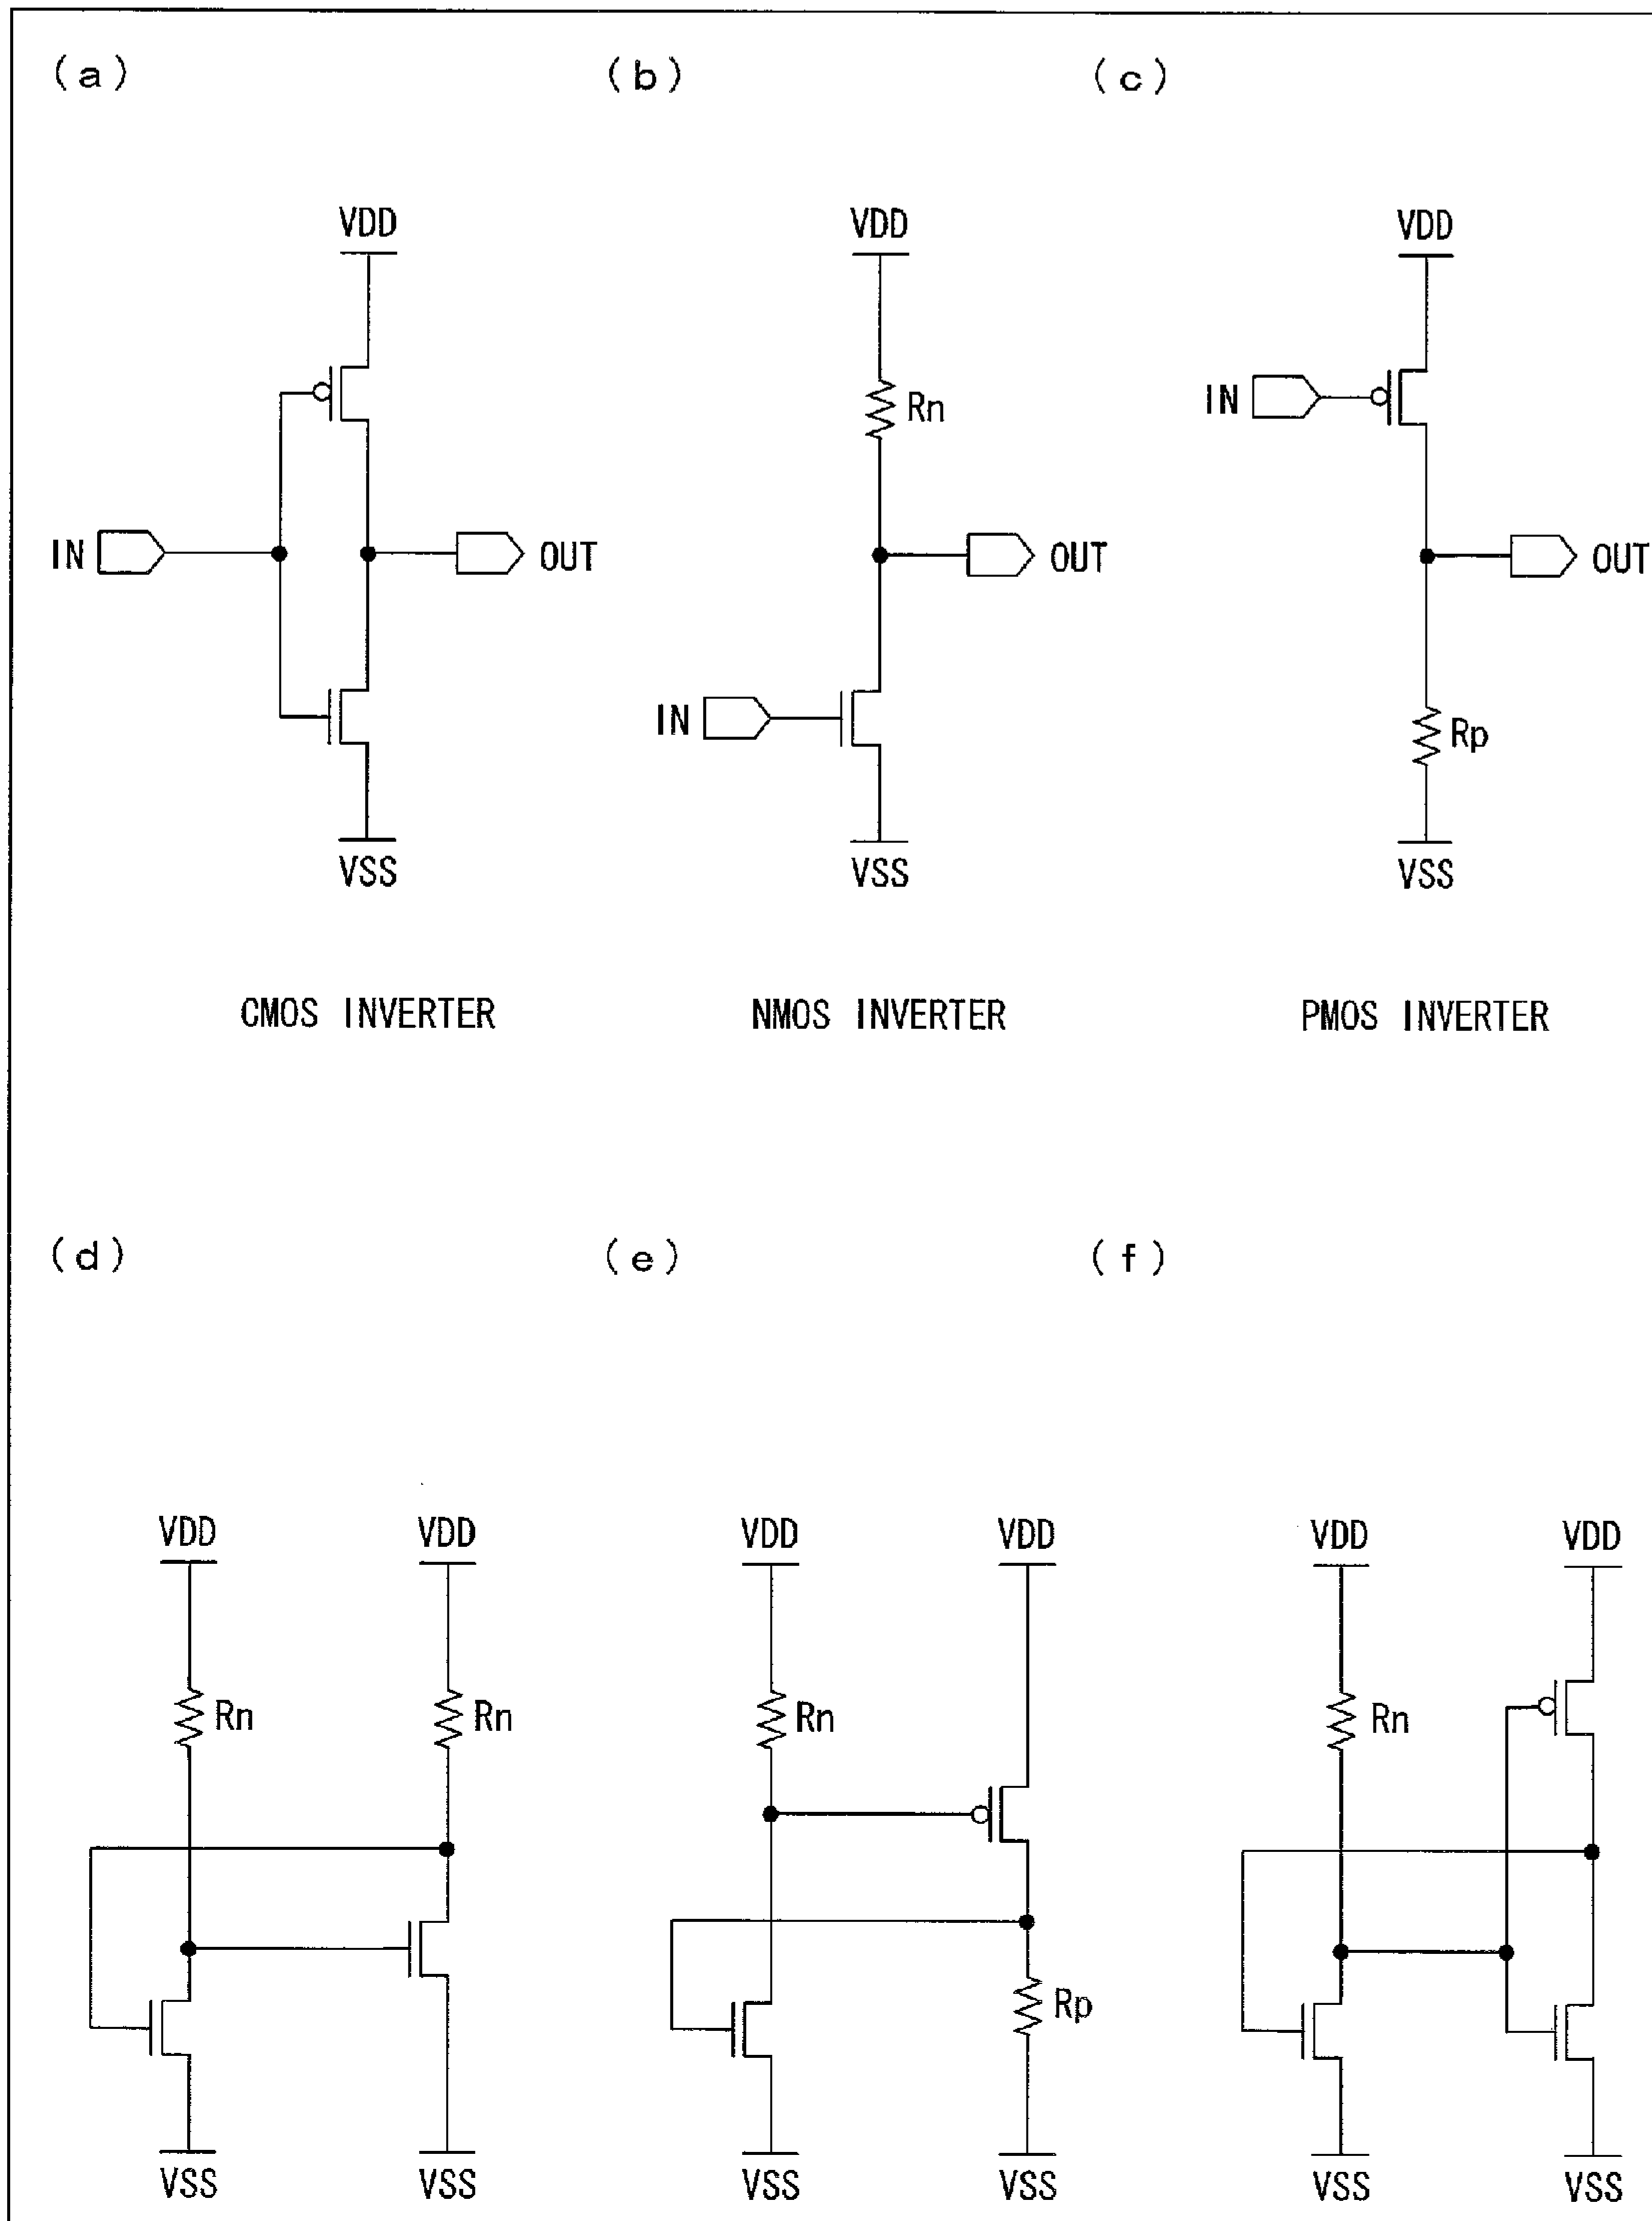 (a) (b) (c)
VDD VDD VDD
Rn IN
IN OUT OUT OUT
IN Rp
VSS VSS VSS
CMOS INVERTER NMOS INVERTER PMOS INVERTER
(d) (e) (f)
VDD VDD VDD VDD VDD VDD
Rn Rn Rn Rn
Rp
VSS VSS VSS VSS VSS VSS